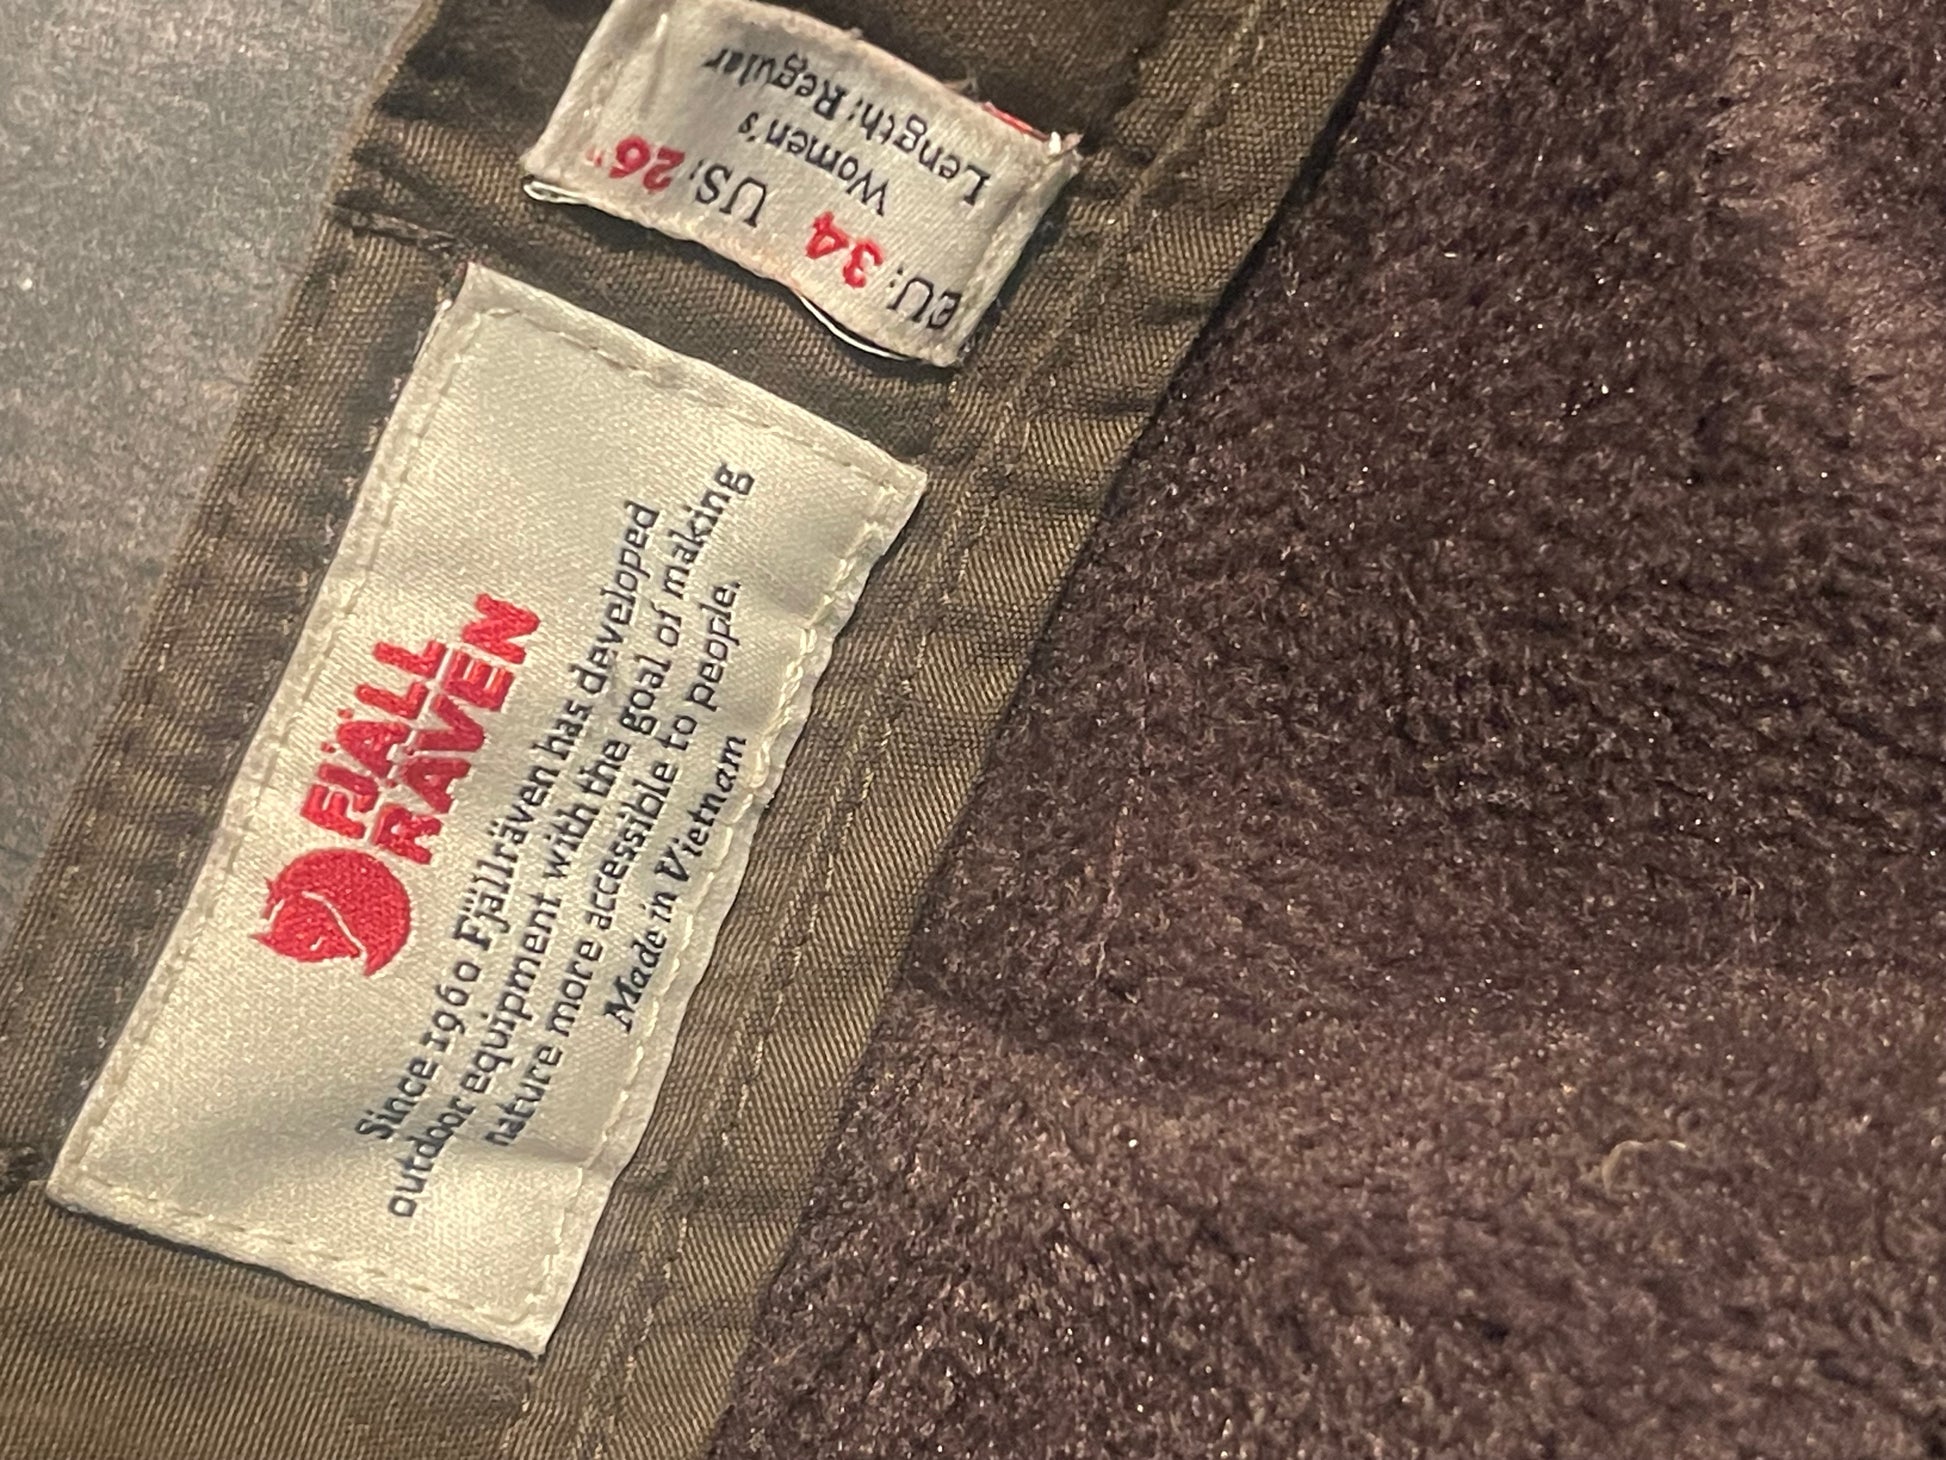 FJÄLL
RÄVEN
Since 1960 Fjällräven has developed
outdoor equipment with the goal of making
nature more accessible to people.
Made in Vietnam
EU: 34 US: 26"
Women's
Length: Regular